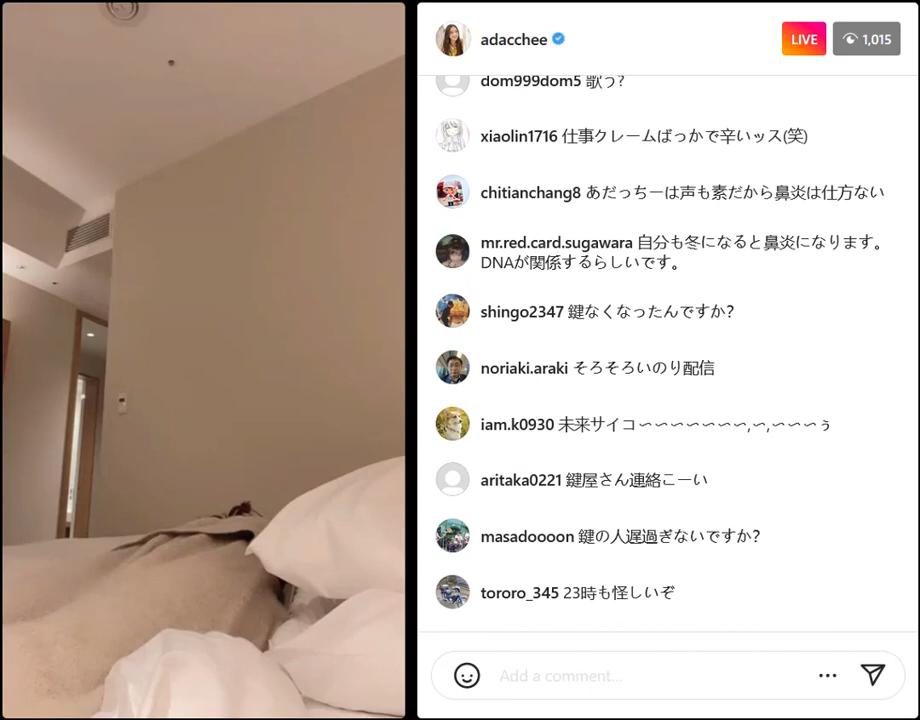 adacchee
LIVE
1,015
dom999dom5 歌う?
xiaolin1716 仕事クレームばっかで辛いッス(笑)
chitianchang8 あだっちーは声も素だから鼻炎は仕方ない
mr.red.card.sugawara 自分も冬になると鼻炎になります。
DNAが関係するらしいです。
shingo2347 鍵なくなったんですか?
noriaki.araki そろそろいのり配信
iam.k0930 未来サイコ〜〜〜〜〜〜〜,〜,〜〜〜ぅ
aritaka0221 鍵屋さん連絡こーい
masadoooon 鍵の人遅過ぎないですか?
tororo_345 23時も怪しいぞ
Add a comment...